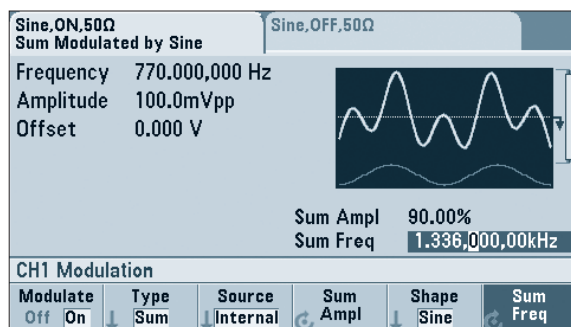 Sine,ON,50Ω
Sum Modulated by Sine
Sine,OFF,50Ω
Frequency 770.000,000 Hz
Amplitude 100.0mVpp
Offset 0.000 V
Sum Ampl 90.00%
Sum Freq 1.336,000,00kHz
CH1 Modulation
Modulate Off On
Type Sum
Source Internal
Sum Ampl
Shape Sine
Sum Freq